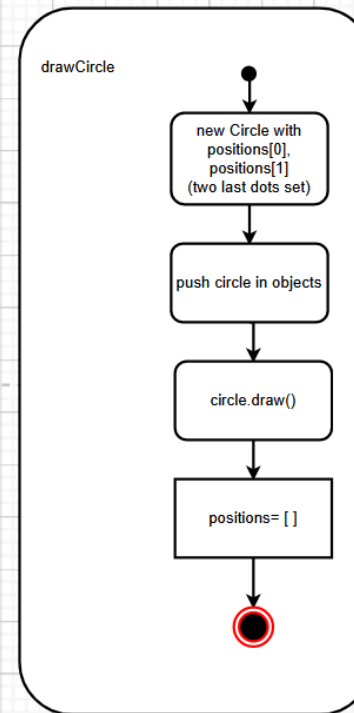 drawCircle
new Circle with
positions[0],
positions[1]
(two last dots set)
push circle in objects
circle.draw()
positions= [ ]